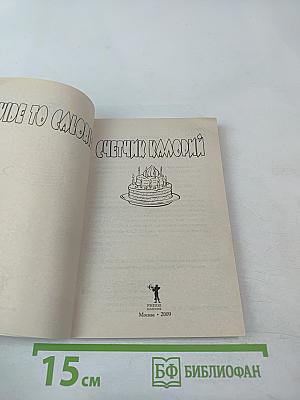 UIDE TO CALORI
СЧЕТЧИК КАЛОРИЙ
Москва • 2009
15 см
БФ БИБЛИОФАН